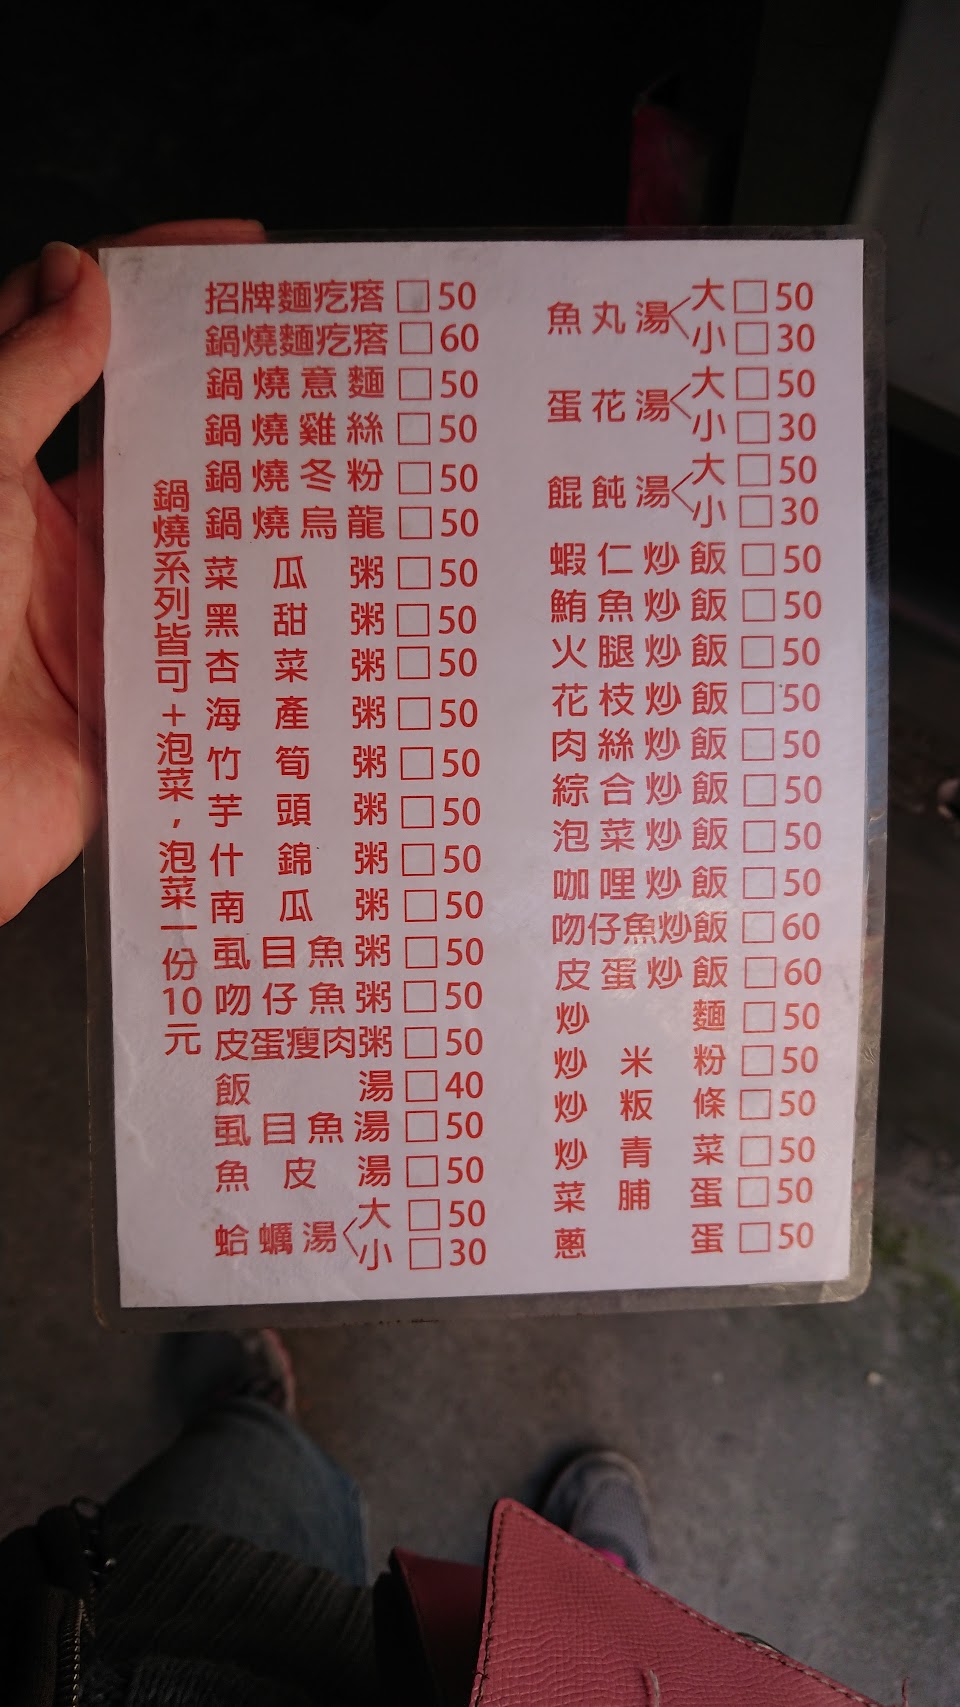 鍋燒系列皆可+泡菜,泡菜一份10元
招牌麵疙瘩□50
鍋燒麵疙瘩□60
鍋燒意麵□50
鍋燒雞絲□50
鍋燒冬粉□50
鍋燒烏龍□50
菜瓜粥□50
黑甜粥□50
杏菜粥□50
海產粥□50
竹筍粥□50
芋頭粥□50
什錦粥□50
南瓜粥□50
虱目魚粥□50
吻仔魚粥□50
皮蛋瘦肉粥□50
飯湯□40
虱目魚湯□50
魚皮湯□50
蛤蠣湯
大□50
小□30
魚丸湯
大□50
小□30
蛋花湯
大□50
小□30
餛飩湯
大□50
小□30
蝦仁炒飯□50
鮪魚炒飯□50
火腿炒飯□50
花枝炒飯□50
肉絲炒飯□50
綜合炒飯□50
泡菜炒飯□50
咖哩炒飯□50
吻仔魚炒飯□60
皮蛋炒飯□60
炒麵□50
炒米粉□50
炒粄條□50
炒青菜□50
菜脯蛋□50
蔥蛋□50